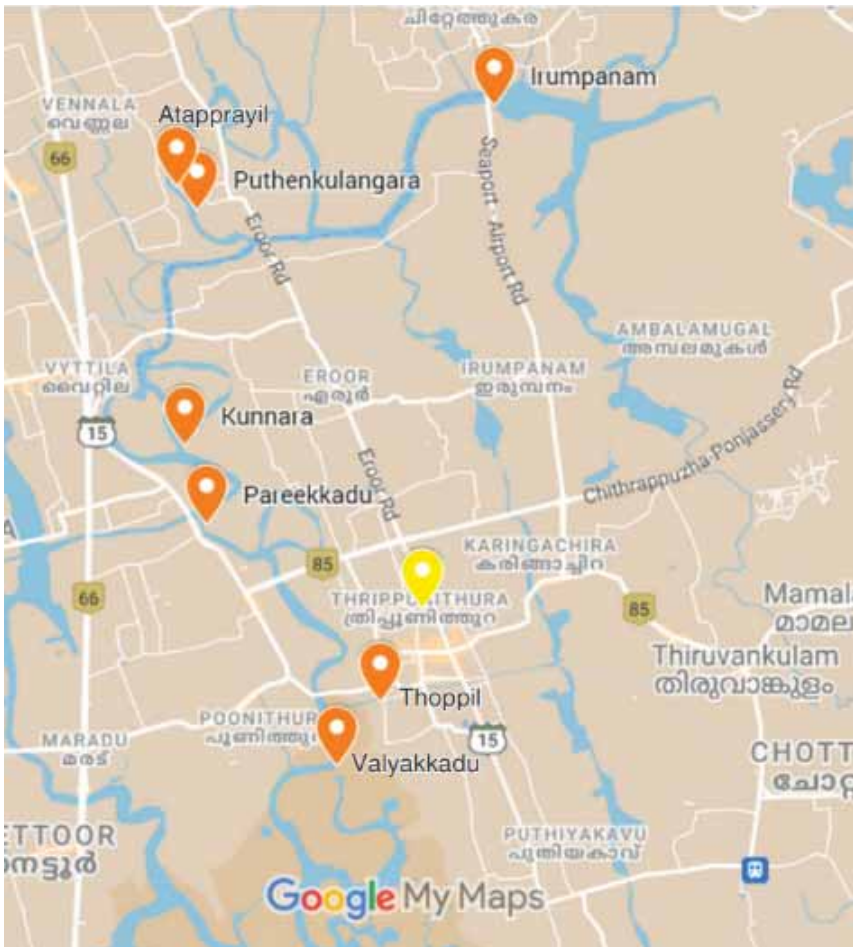 ചിറ്റേത്തുകര
Irumpanam
VENNALA
വെണ്ണല
Atapprayil
66
Puthenkulangara
Seaport - Airport Rd
Eroor Rd
AMBALAMUGAL
അമ്പലമുകൾ
VYTTILA
വൈറ്റില
EROOR
എരൂർ
IRUMPANAM
ഇരുമ്പനം
Kunnara
15
Eroor Rd
Chithrappuzha-Ponjassery Rd
Pareekkadu
A
KARINGACHIRA
കരിങ്ങാച്ചിറ
85
THRIPPUNITHURA
ത്രിപ്പൂണിത്തുറ
66
85
Mamala
മാമല
Thiruvankulam
തിരുവാങ്കുളം
Thoppil
POONITHUR
പൂണിത്തുറ
15
MARADU
മരട്
Vaiyakkadu
CHOTT
ചോറ്റ
ETTOOR
നെട്ടൂർ
PUTHIYAKAVU
പുതിയകാവ്
Google My Maps